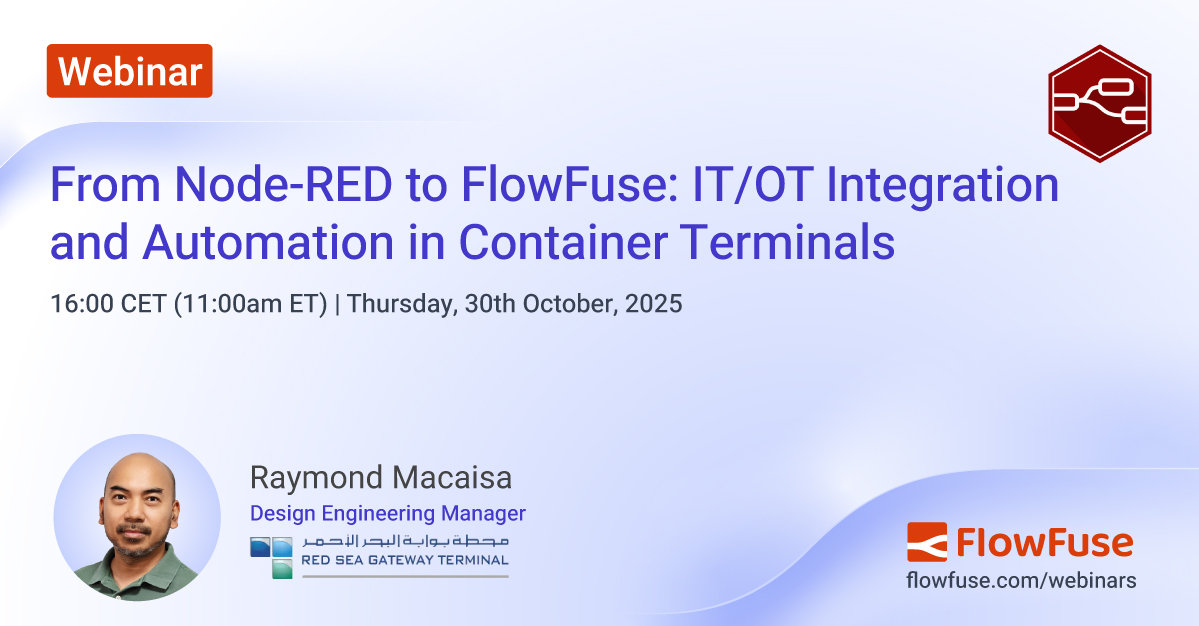 Webinar
From Node-RED to FlowFuse: IT/OT Integration
and Automation in Container Terminals
16:00 CET (11:00am ET) | Thursday, 30th October, 2025
Raymond Macaisa
Design Engineering Manager
محطة بوابة البحر الأحمر
RED SEA GATEWAY TERMINAL
FlowFuse
flowfuse.com/webinars